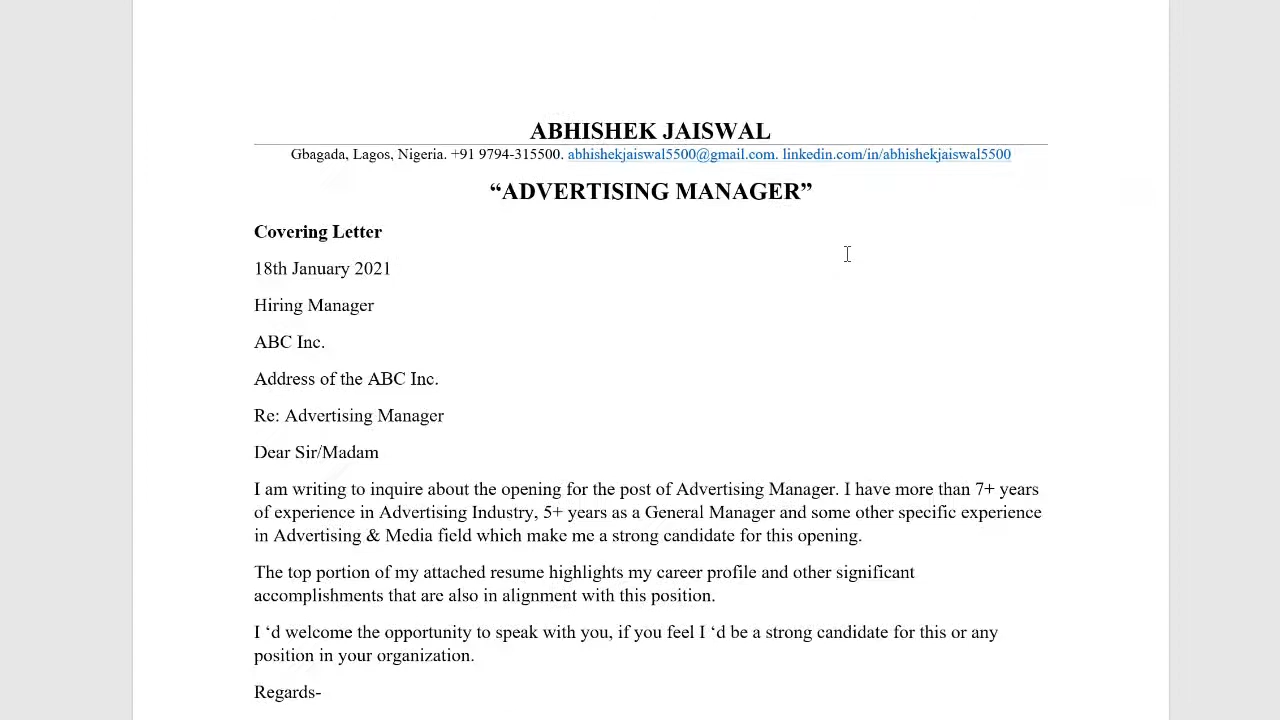 ABHISHEK JAISWAL
Gbagada, Lagos, Nigeria. +91 9794-315500. abhishekjaiswal5500@gmail.com. linkedin.com/in/abhishekjaiswal5500
“ADVERTISING MANAGER”
Covering Letter
18th January 2021
Hiring Manager
ABC Inc.
Address of the ABC Inc.
Re: Advertising Manager
Dear Sir/Madam
I am writing to inquire about the opening for the post of Advertising Manager. I have more than 7+ years
of experience in Advertising Industry, 5+ years as a General Manager and some other specific experience
in Advertising & Media field which make me a strong candidate for this opening.
The top portion of my attached resume highlights my career profile and other significant
accomplishments that are also in alignment with this position.
I ‘d welcome the opportunity to speak with you, if you feel I ‘d be a strong candidate for this or any
position in your organization.
Regards-